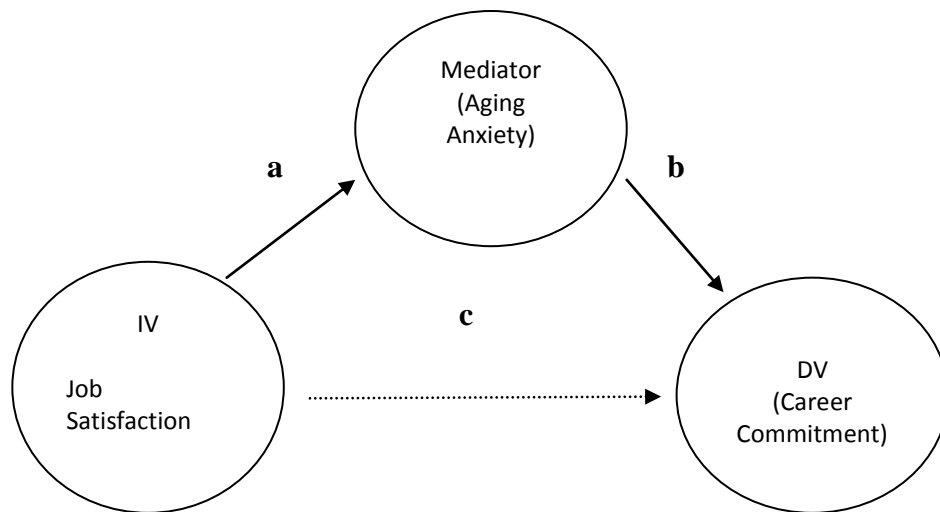 Mediator
(Aging
Anxiety)
a
b
c
IV
Job
Satisfaction
DV
(Career
Commitment)